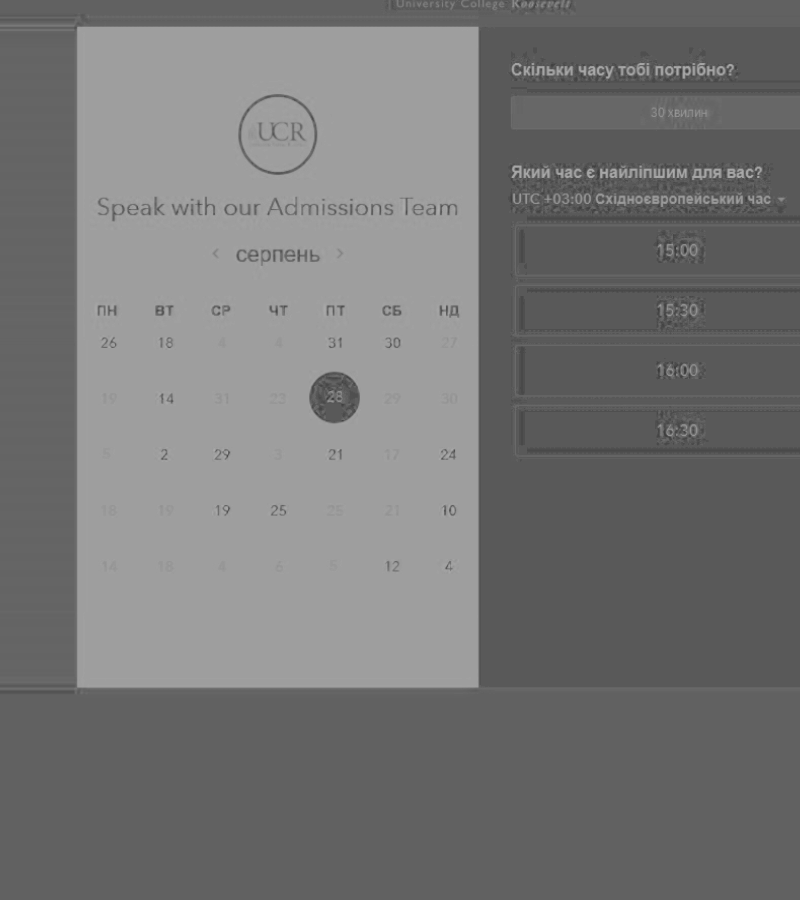 University College Roosevelt
UCR
Speak with our Admissions Team
< серпень >
ПН ВТ СР ЧТ ПТ СБ НД
26 18 4 4 31 30 27
19 14 31 23 28 29 30
5 2 29 3 21 17 24
18 19 19 25 25 21 10
14 18 4 6 5 12 4
Скільки часу тобі потрібно?
30 хвилин
Який час є найліпшим для вас?
UTC +03:00 Східноєвропейський час
15:00
15:30
16:00
16:30